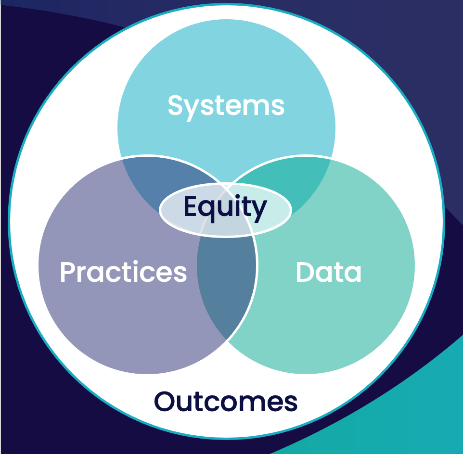 Systems
Equity
Practices
Data
Outcomes